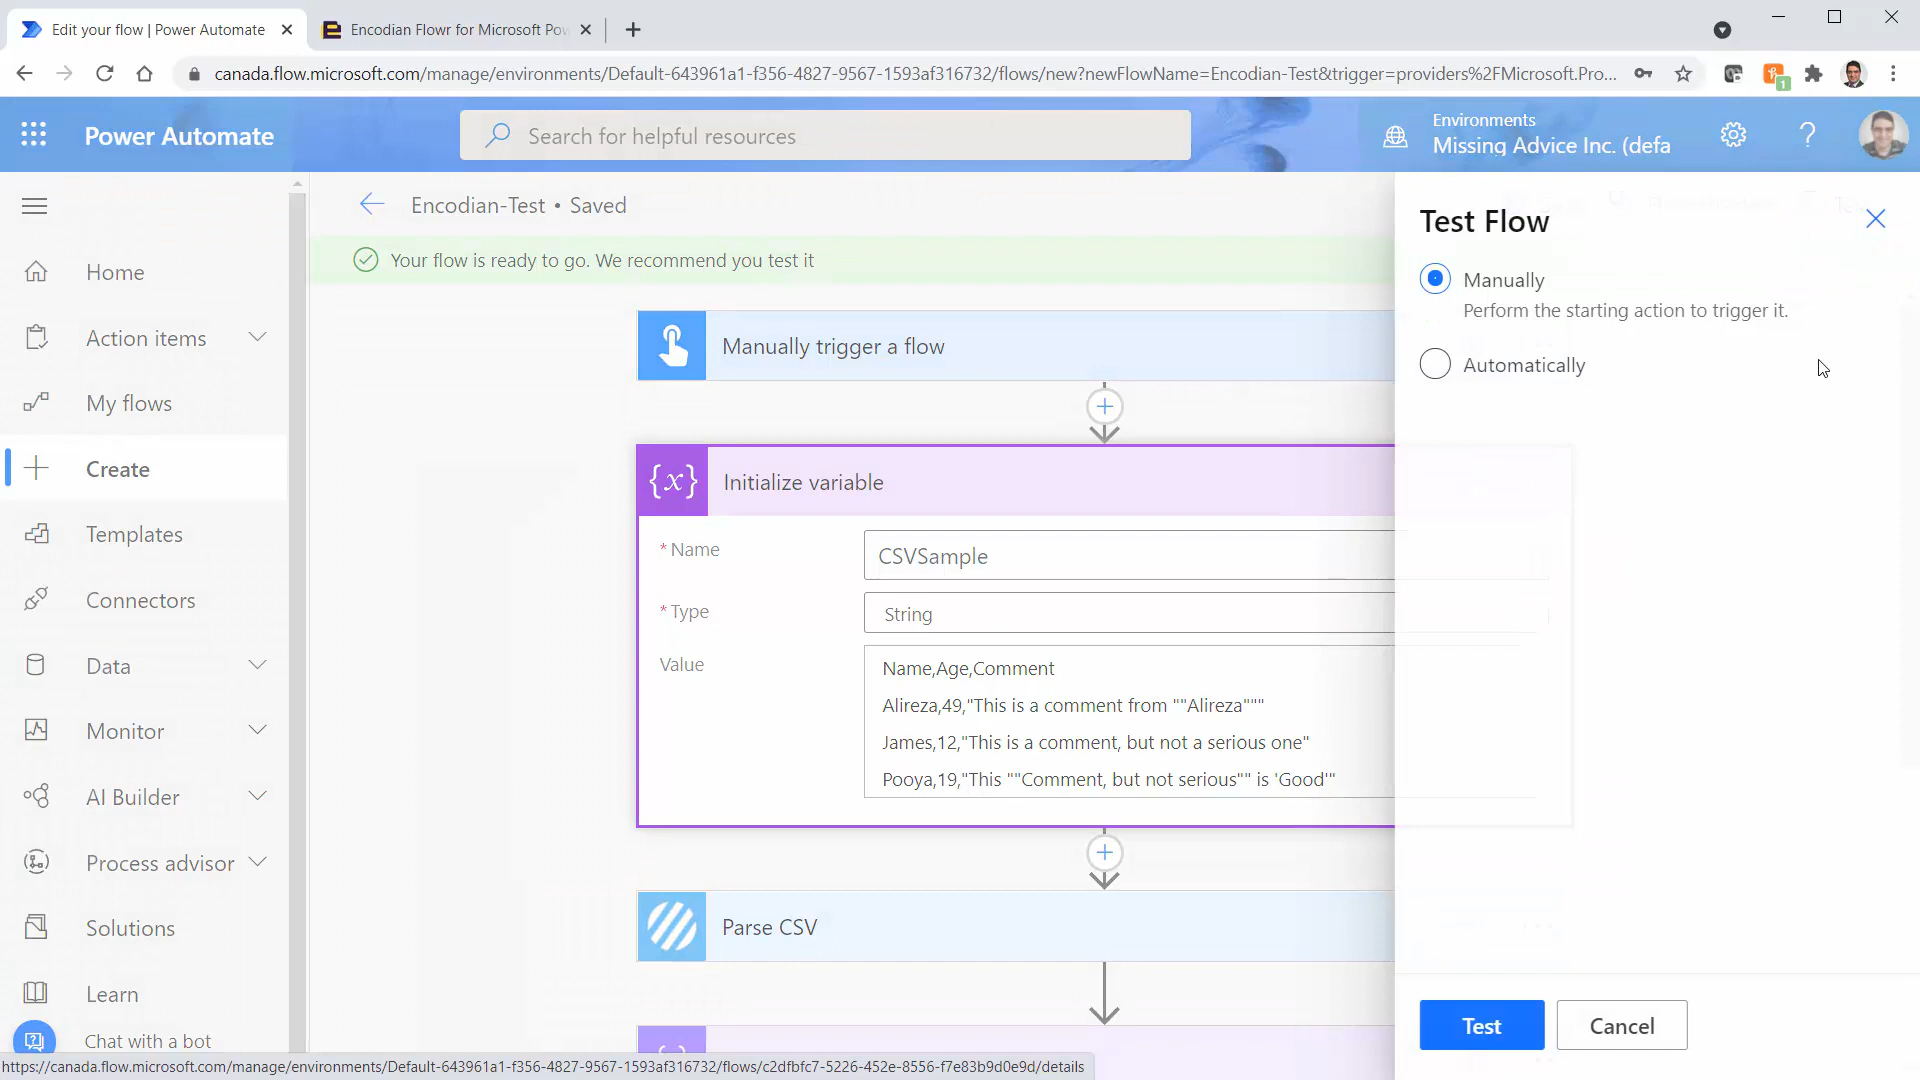 Edit your flow | Power Automate
Encodian Flowr for Microsoft Pow
canada.flow.microsoft.com/manage/environments/Default-643961a1-f356-4827-9567-1593af316732/flows/new?newFlowName=Encodian-Test&trigger=providers%2FMicrosoft.Pro...
1
Power Automate
Search for helpful resources
Environments
Missing Advice Inc. (defa
Encodian-Test • Saved
Your flow is ready to go. We recommend you test it
Home
Action items
My flows
Create
Templates
Connectors
Data
Monitor
AI Builder
Process advisor
Solutions
Learn
Chat with a bot
Manually trigger a flow
{x} Initialize variable
* Name
CSVSample
* Type
String
Value
Name,Age,Comment
Alireza,49,"This is a comment from ""Alireza"""
James,12,"This is a comment, but not a serious one"
Pooya,19,"This ""Comment, but not serious"" is 'Good'"
Parse CSV
Test Flow
Manually
Perform the starting action to trigger it.
Automatically
Test
Cancel
https://canada.flow.microsoft.com/manage/environments/Default-643961a1-f356-4827-9567-1593af316732/flows/c2dfbfc7-5226-452e-8556-f7e83b9d0e9d/details